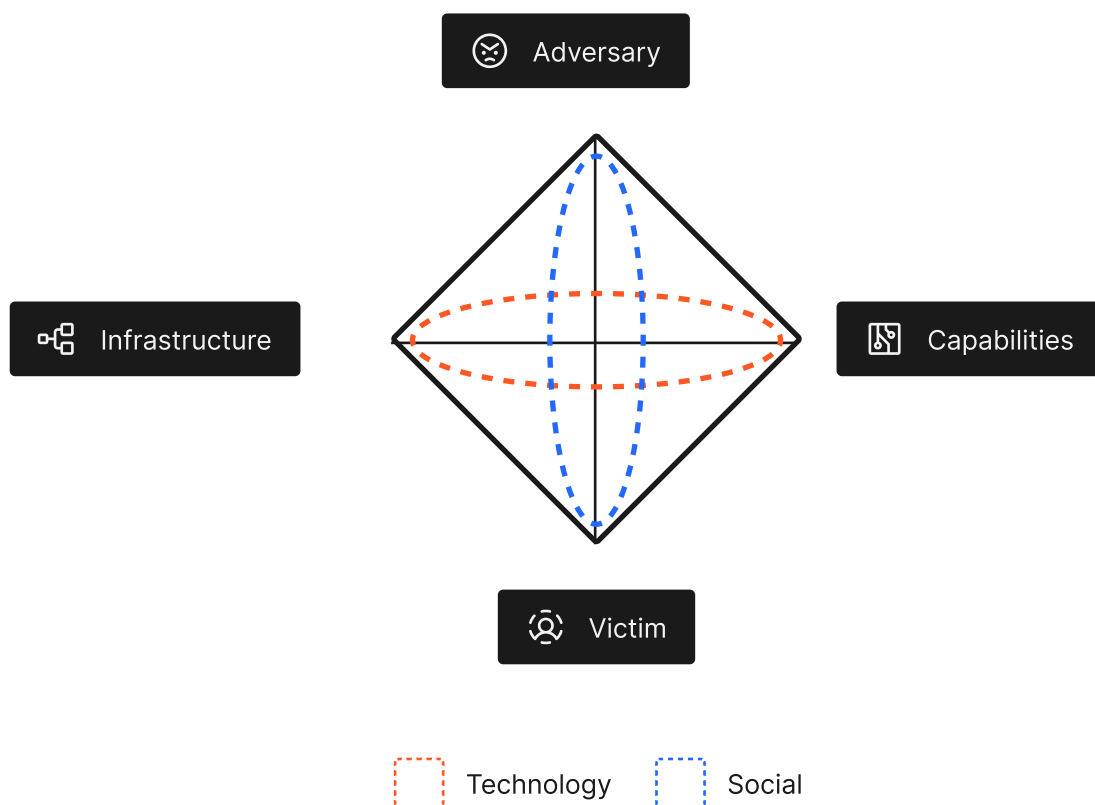 Adversary
Infrastructure
Capabilities
Victim
Technology
Social